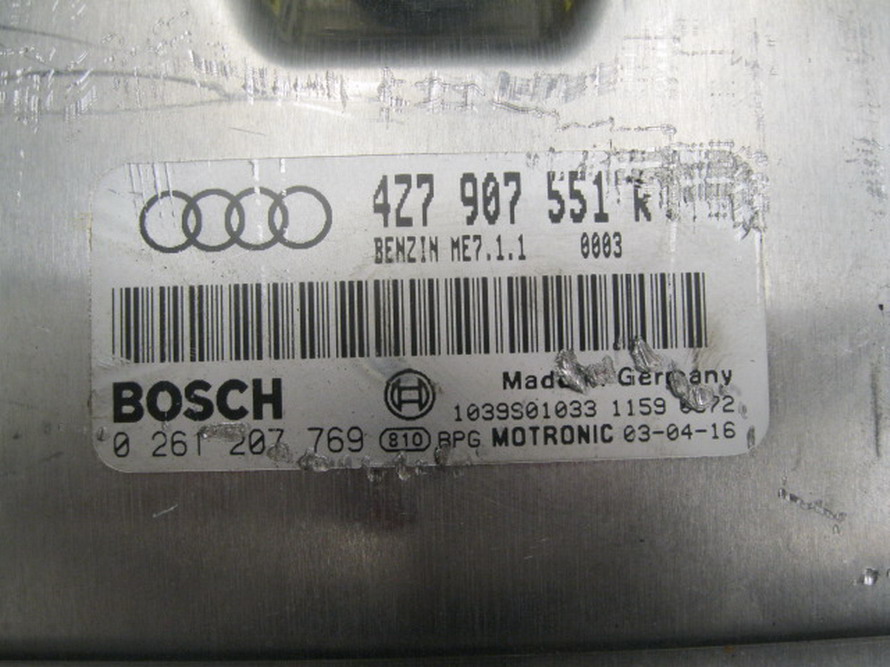 4Z7 907 551 R
BENZIN ME7.1.1 0003
BOSCH
Made Germany
1039S01033 1159
0 261 207 769 810 BPG MOTRONIC 03-04-16